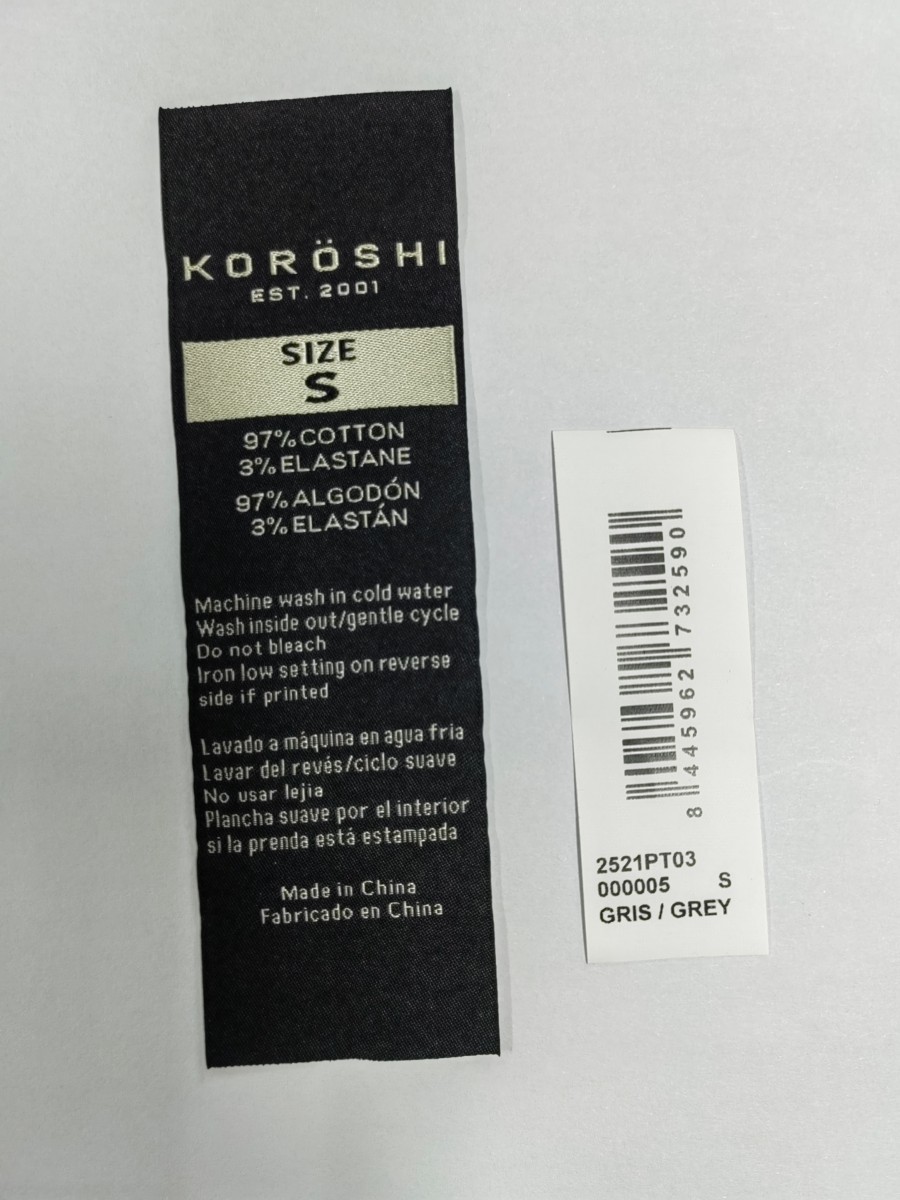 KORÖSHI
EST. 2001
SIZE
S
97% COTTON
3% ELASTANE
97% ALGODÓN
3% ELASTÁN
Machine wash in cold water
Wash inside out/gentle cycle
Do not bleach
Iron low setting on reverse
side if printed
Lavado a máquina en agua fria
Lavar del revés/ciclo suave
No usar lejia
Plancha suave por el interior
si la prenda está estampada
Made in China
Fabricado en China
8 445962 732590
2521PT03
000005 S
GRIS / GREY